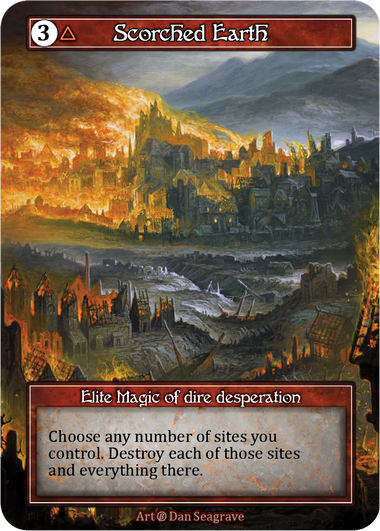 3 Scorched Earth
Elite Magic of dire desperation
Choose any number of sites you
control. Destroy each of those sites
and everything there.
Art @ Dan Seagrave